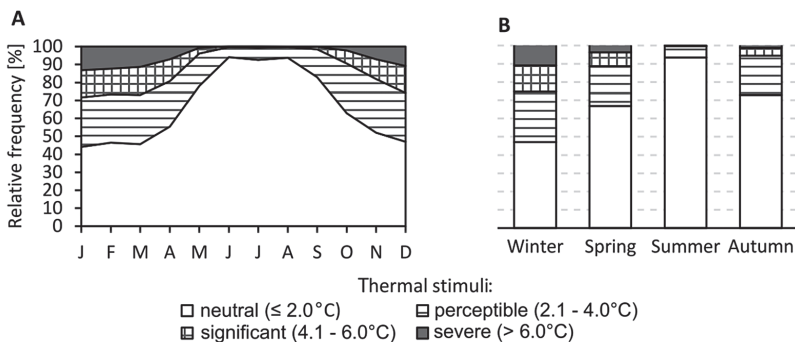 A
B
Relative frequency [%]
100
90
80
70
60
50
40
30
20
10
0
J F M A M J J A S O N D
Winter Spring Summer Autumn
Thermal stimuli:
neutral (≤ 2.0°C) perceptible (2.1 - 4.0°C)
significant (4.1 - 6.0°C) severe (> 6.0°C)